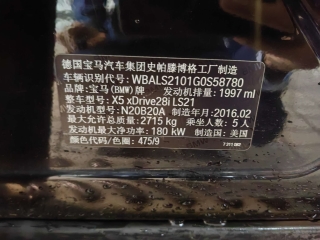 德国宝马汽车集团史帕滕博格工厂制造
车辆识别代号: WBALS2101G0S58780
品牌: 宝马(BMW)牌 发动机排量: 1997 ml
整车型号: X5 xDrive28i LS21
发动机型号: N20B20A 制造年月: 2016.02
最大允许总质量: 2715 kg 乘坐人数: 5 人
发动机最大净功率: 180 kW 制造国: 美国
颜色代码/色圈: 475/9